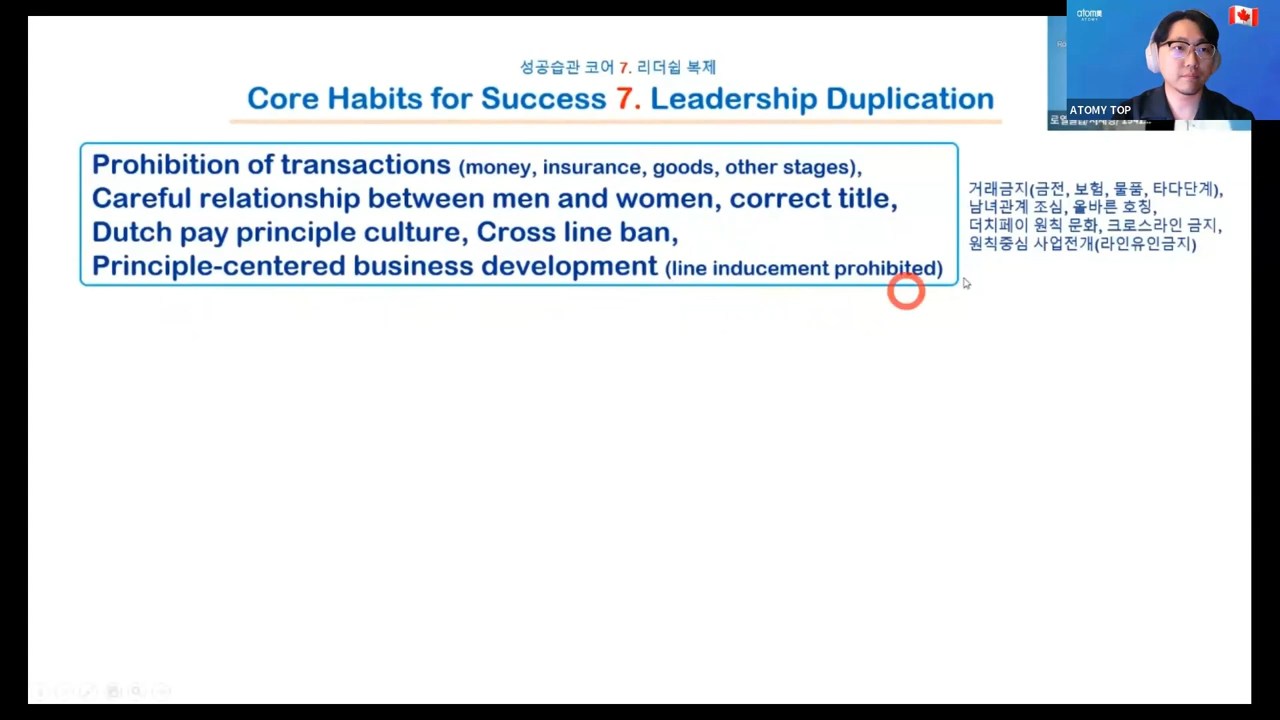 성공습관 코어 7. 리더쉽 복제
Core Habits for Success 7. Leadership Duplication
Prohibition of transactions (money, insurance, goods, other stages),
Careful relationship between men and women, correct title,
Dutch pay principle culture, Cross line ban,
Principle-centered business development (line inducement prohibited)
거래금지(금전, 보험, 물품, 타다단계),
남녀관계 조심, 올바른 호칭,
더치페이 원칙 문화, 크로스라인 금지,
원칙중심 사업전개(라인유인금지)
atom美
ATOMY
ATOMY TOP